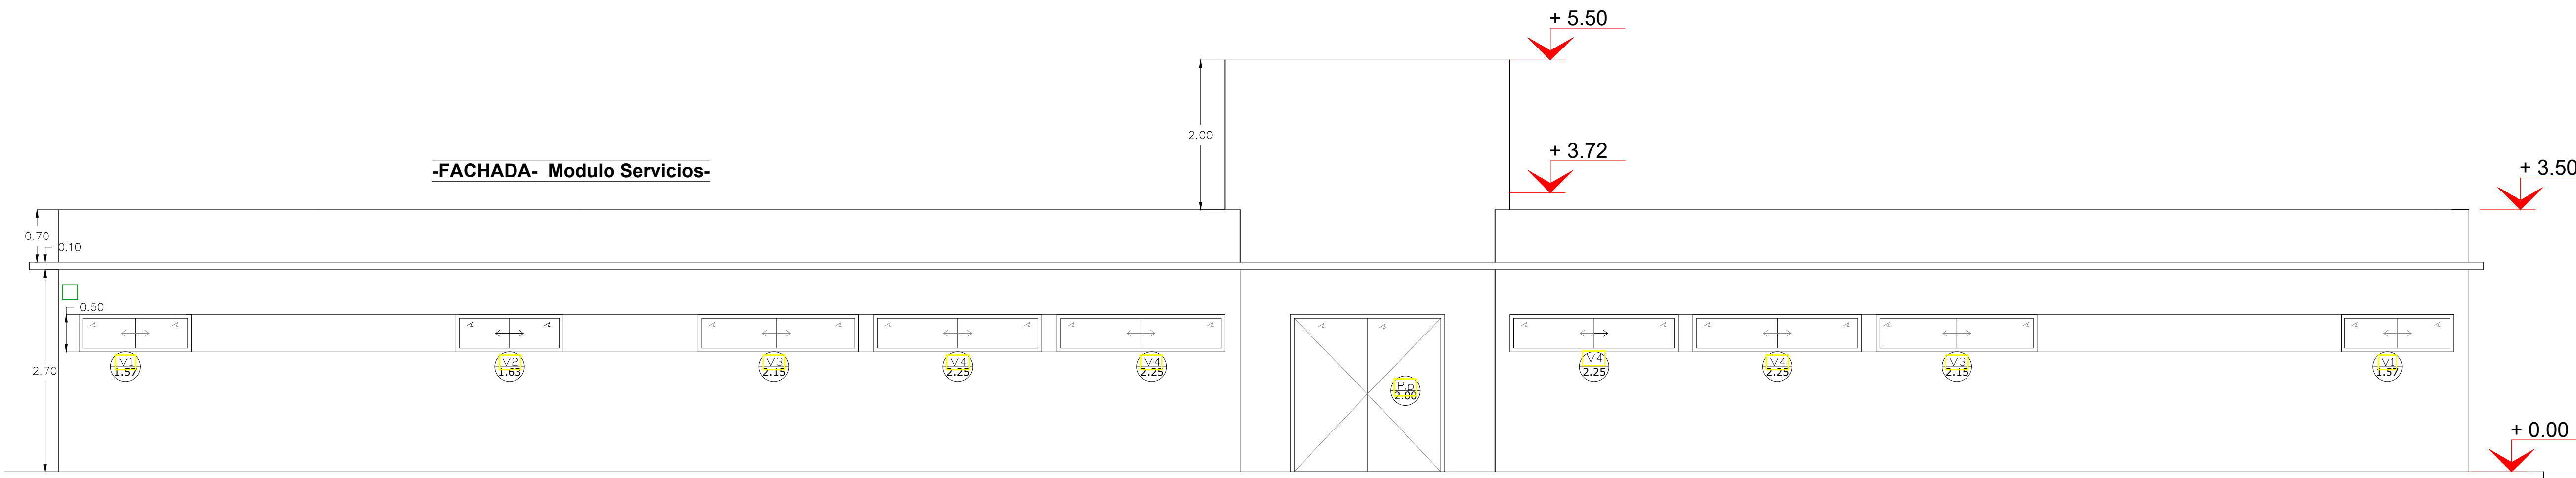 + 5.50
2.00
+ 3.72
-FACHADA- Modulo Servicios-
+ 3.50
0.70
0.10
0.50
2.70
V1
1.57
V2
1.63
V3
2.15
V4
2.25
V4
2.25
P.p
2.00
V4
2.25
V4
2.25
V3
2.15
V1
1.57
+ 0.00